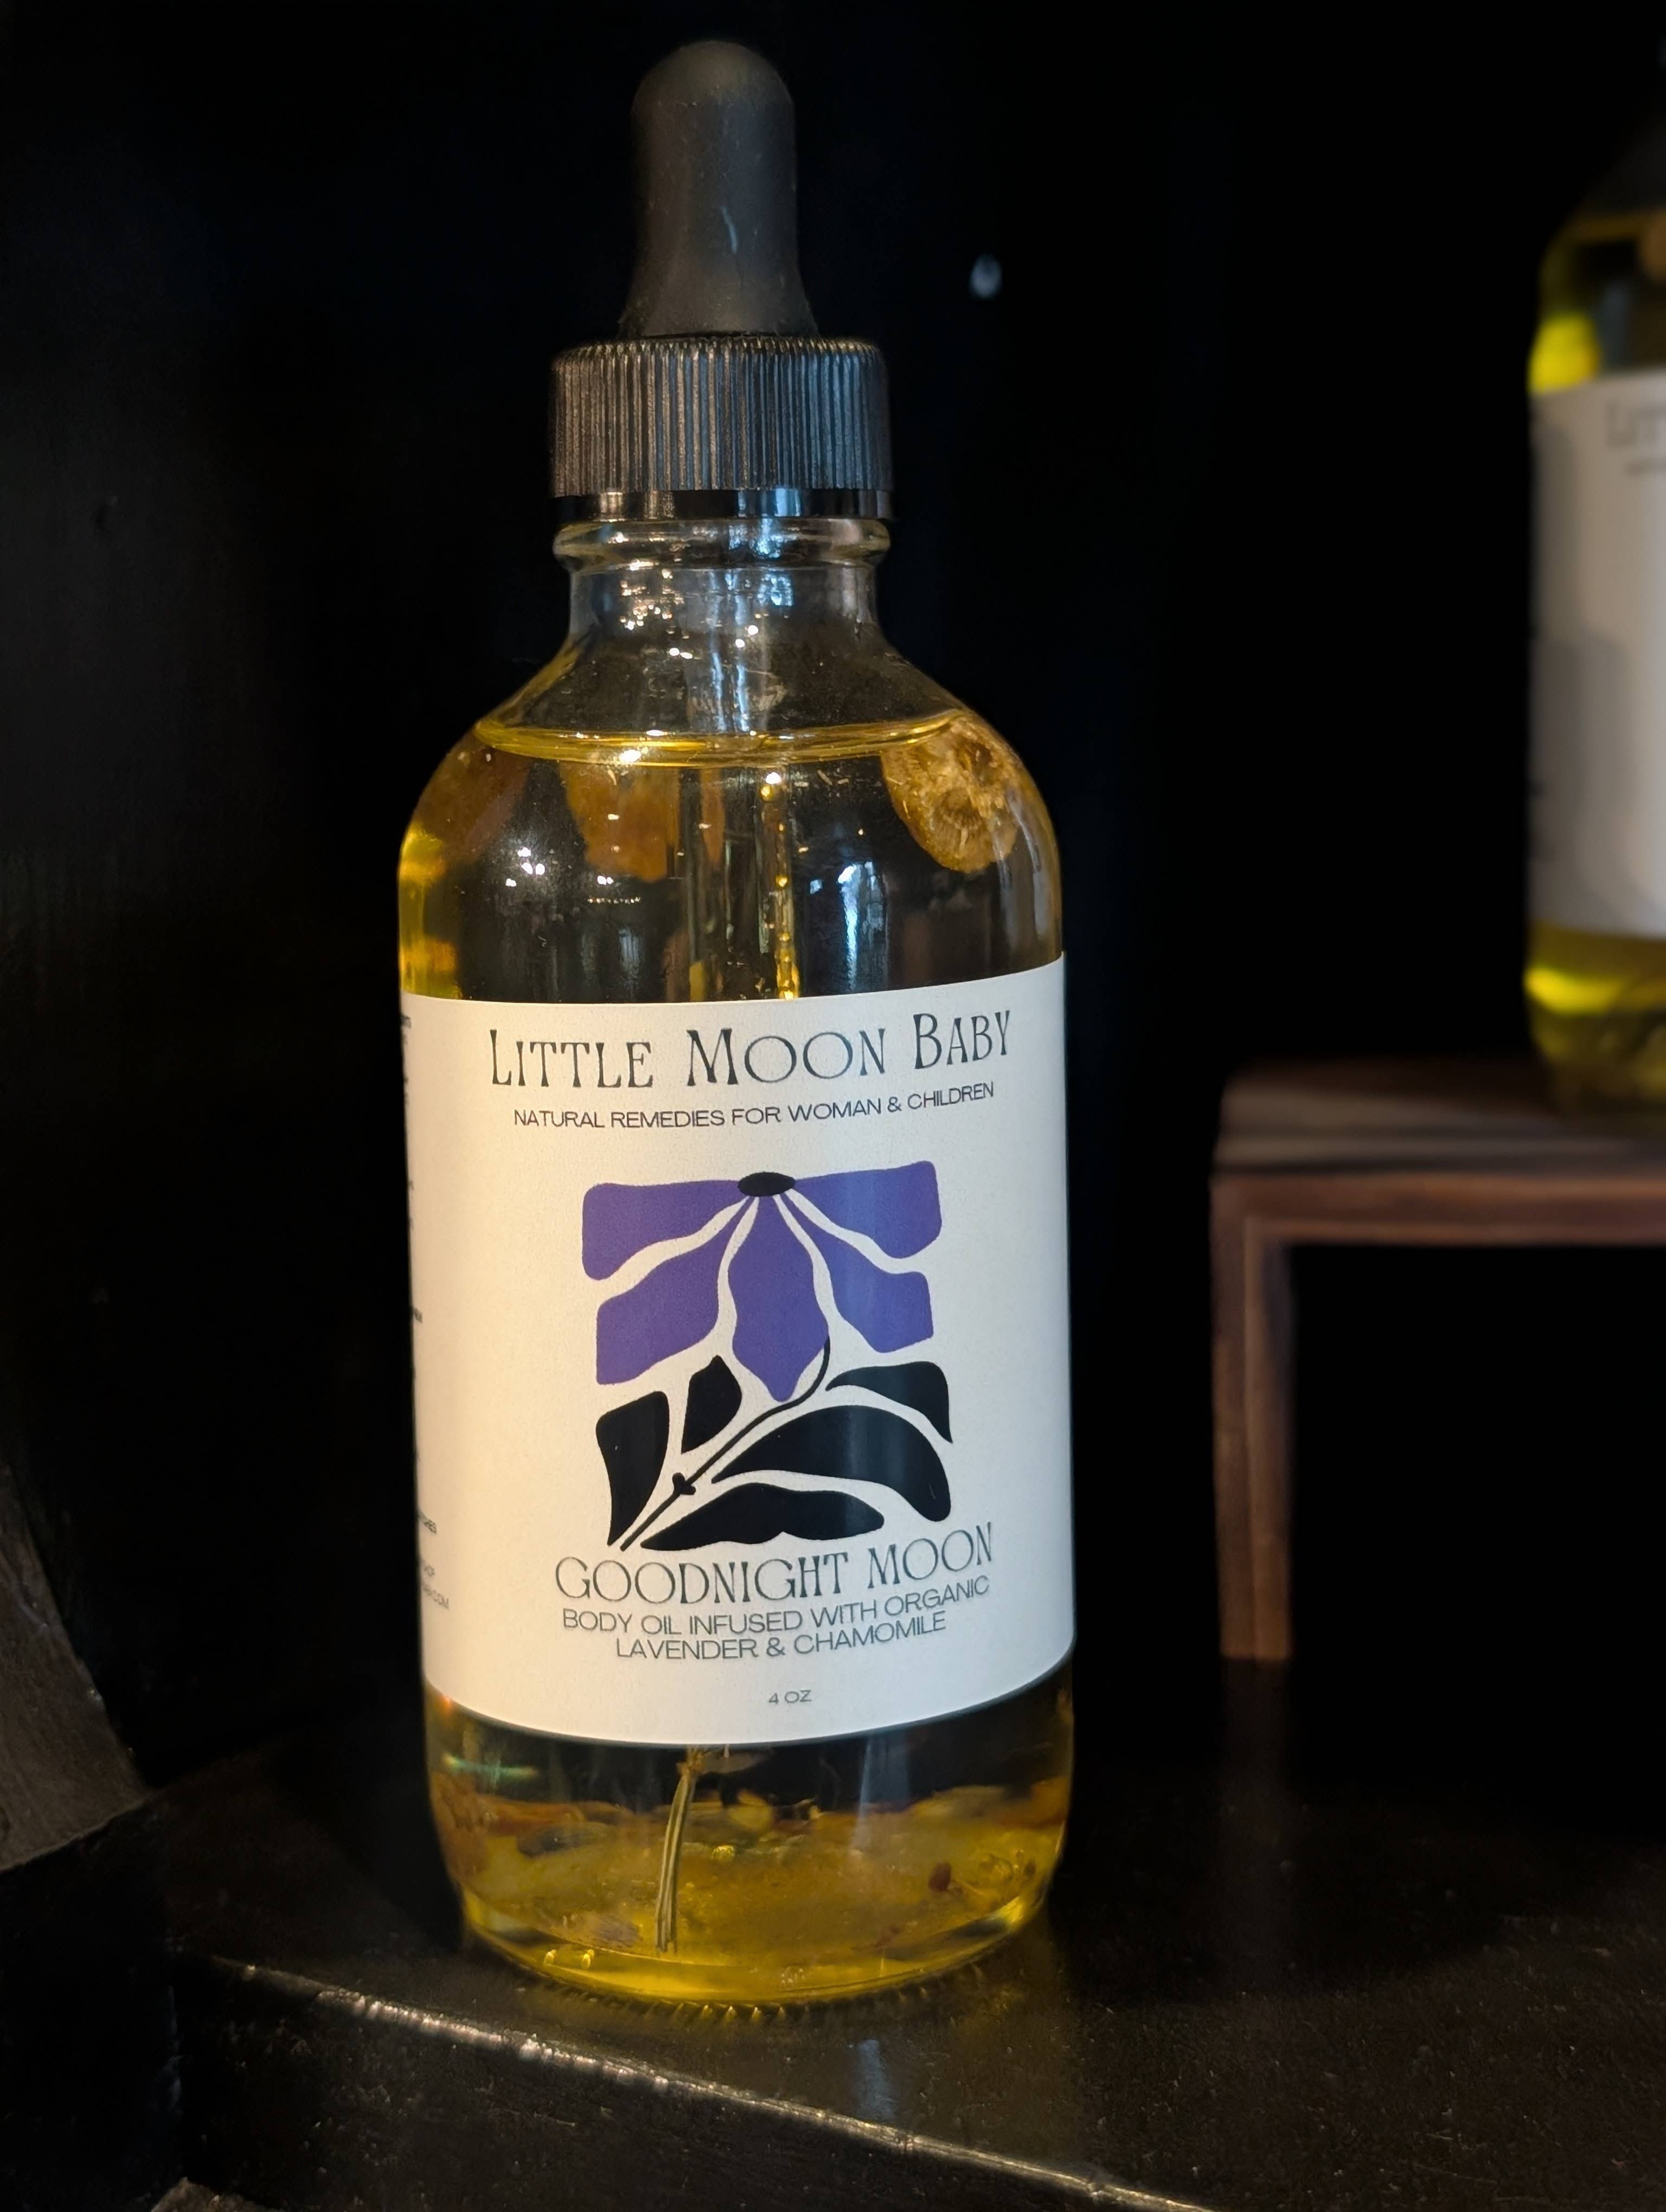 LITTLE MOON BABY
NATURAL REMEDIES FOR WOMAN & CHILDREN
GOODNIGHT MOON
BODY OIL INFUSED WITH ORGANIC
LAVENDER & CHAMOMILE
4 OZ